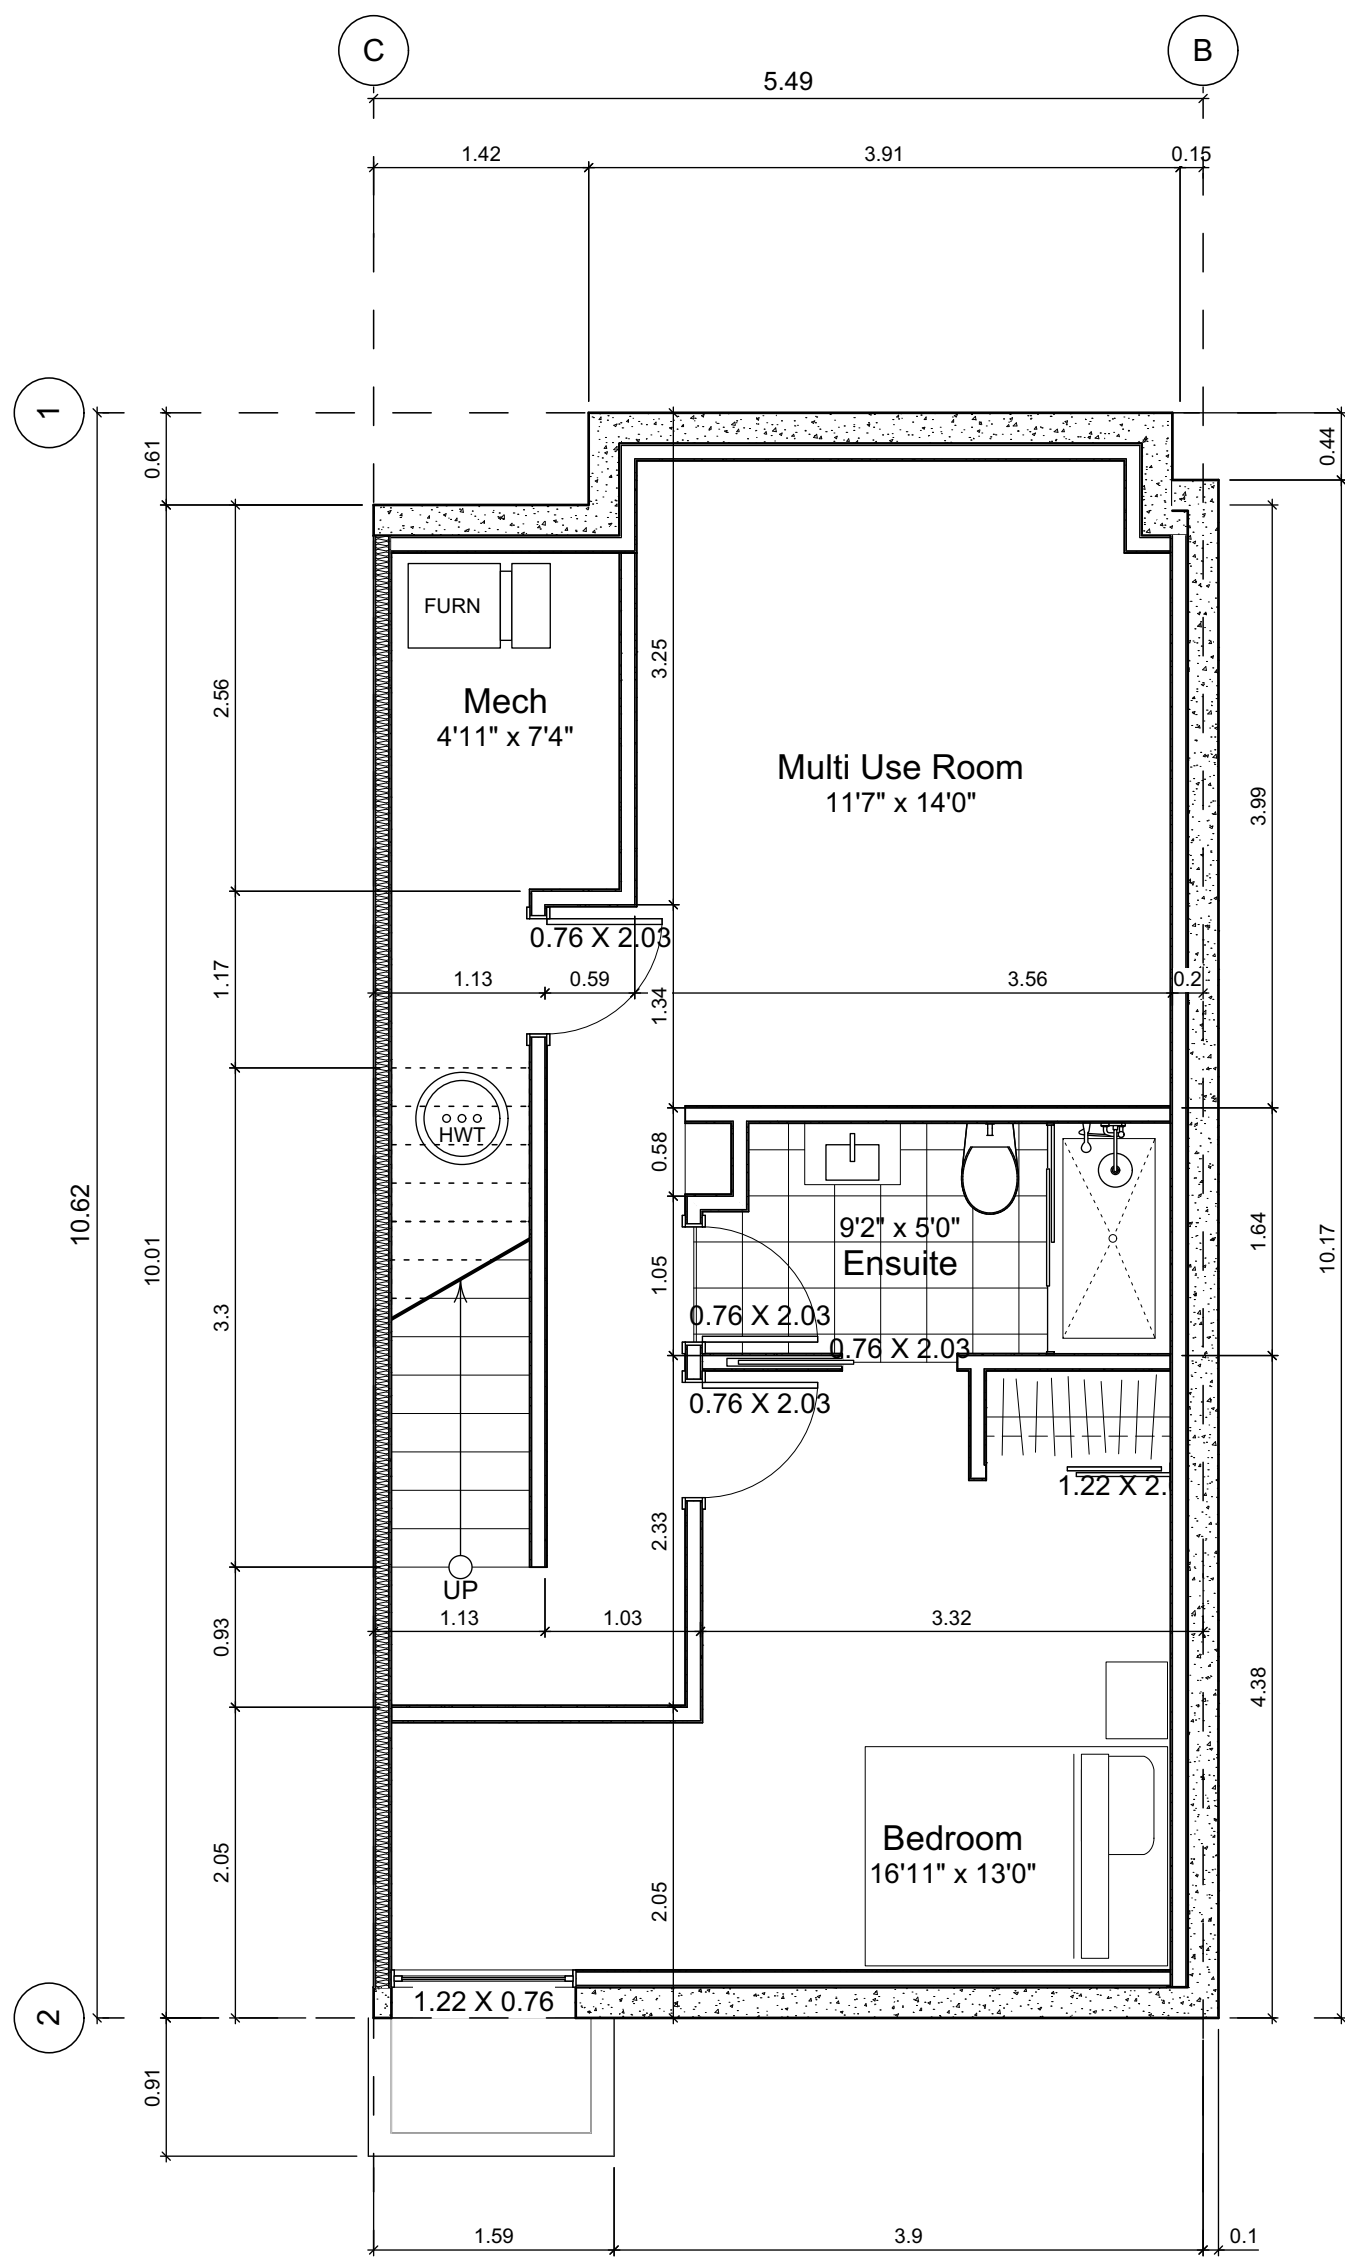 C
B
5.49
1.42
3.91
0.15
1
0.61
0.44
FURN
2.56
3.25
Mech
4'11" x 7'4"
Multi Use Room
11'7" x 14'0"
3.99
0.76 X 2.03
1.17
1.13
0.59
1.34
3.56
0.2
HWT
0.58
10.62
10.01
9'2" x 5'0"
Ensuite
1.64
10.17
1.05
3.3
0.76 X 2.03
0.76 X 2.03
0.76 X 2.03
1.22 X 2.
2.33
UP
1.13
1.03
3.32
0.93
4.38
Bedroom
16'11" x 13'0"
2.05
2.05
1.22 X 0.76
2
0.91
1.59
3.9
0.1